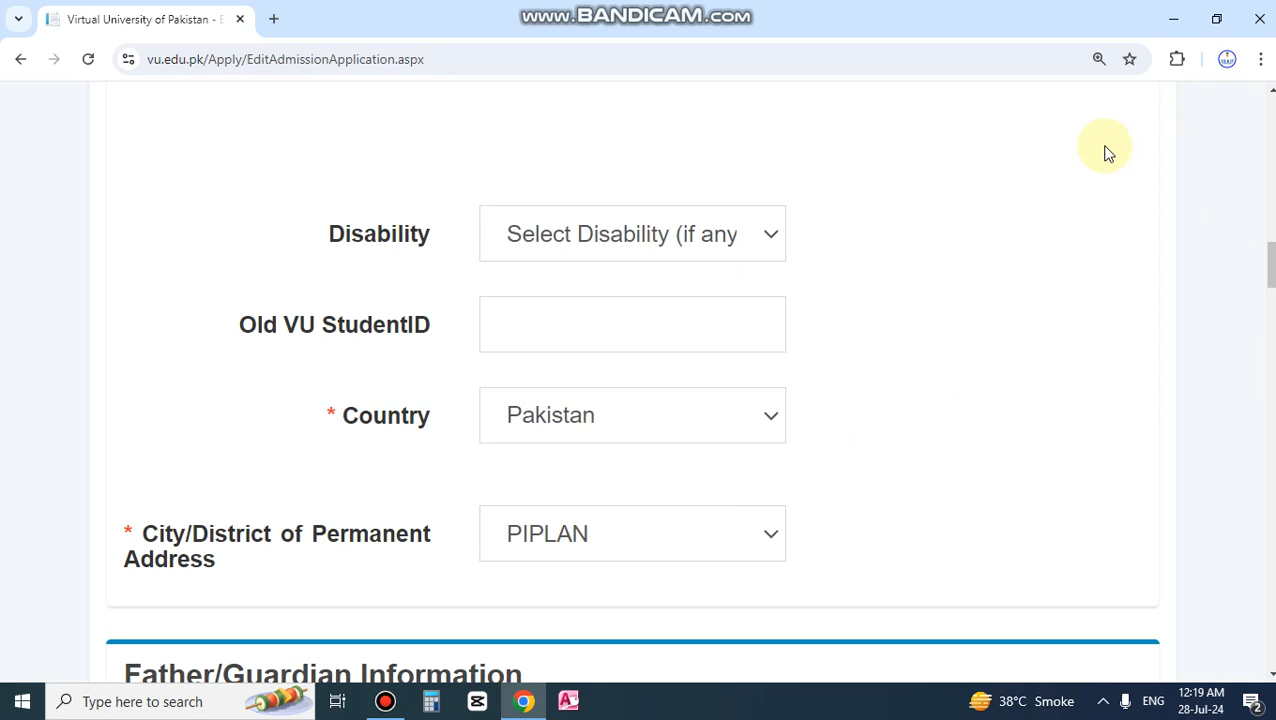 www.BANDICAM.com
Virtual University of Pakistan - E
vu.edu.pk/Apply/EditAdmissionApplication.aspx
Disability
Select Disability (if any
Old VU StudentID
* Country
Pakistan
* City/District of Permanent
Address
PIPLAN
Father/Guardian Information
Type here to search
38°C Smoke
ENG
12:19 AM
28-Jul-24
2